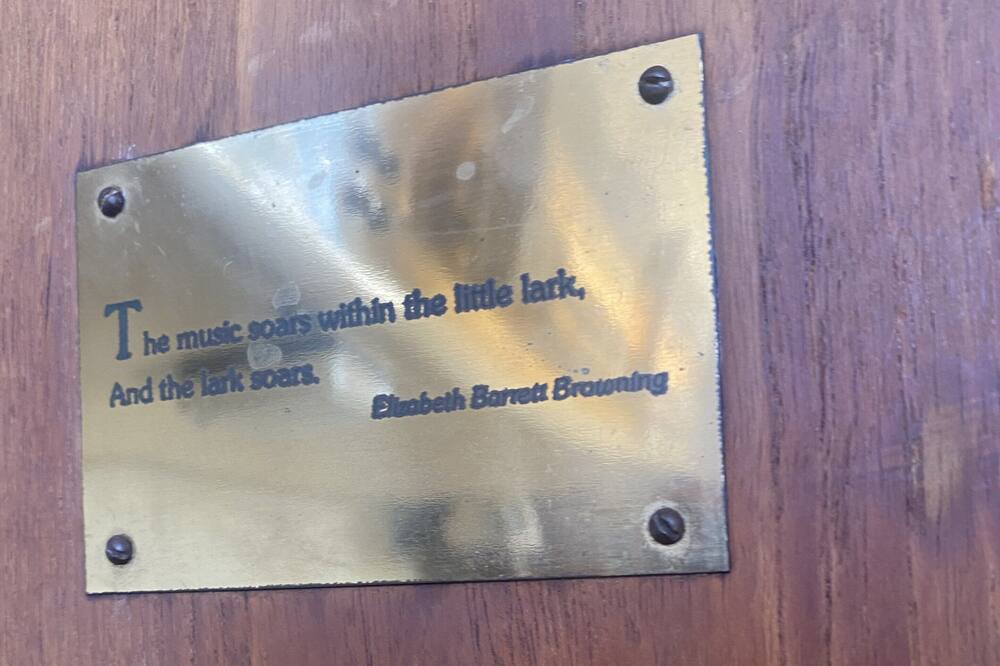 The music soars within the little lark,
And the lark soars.
Elizabeth Barrett Browning